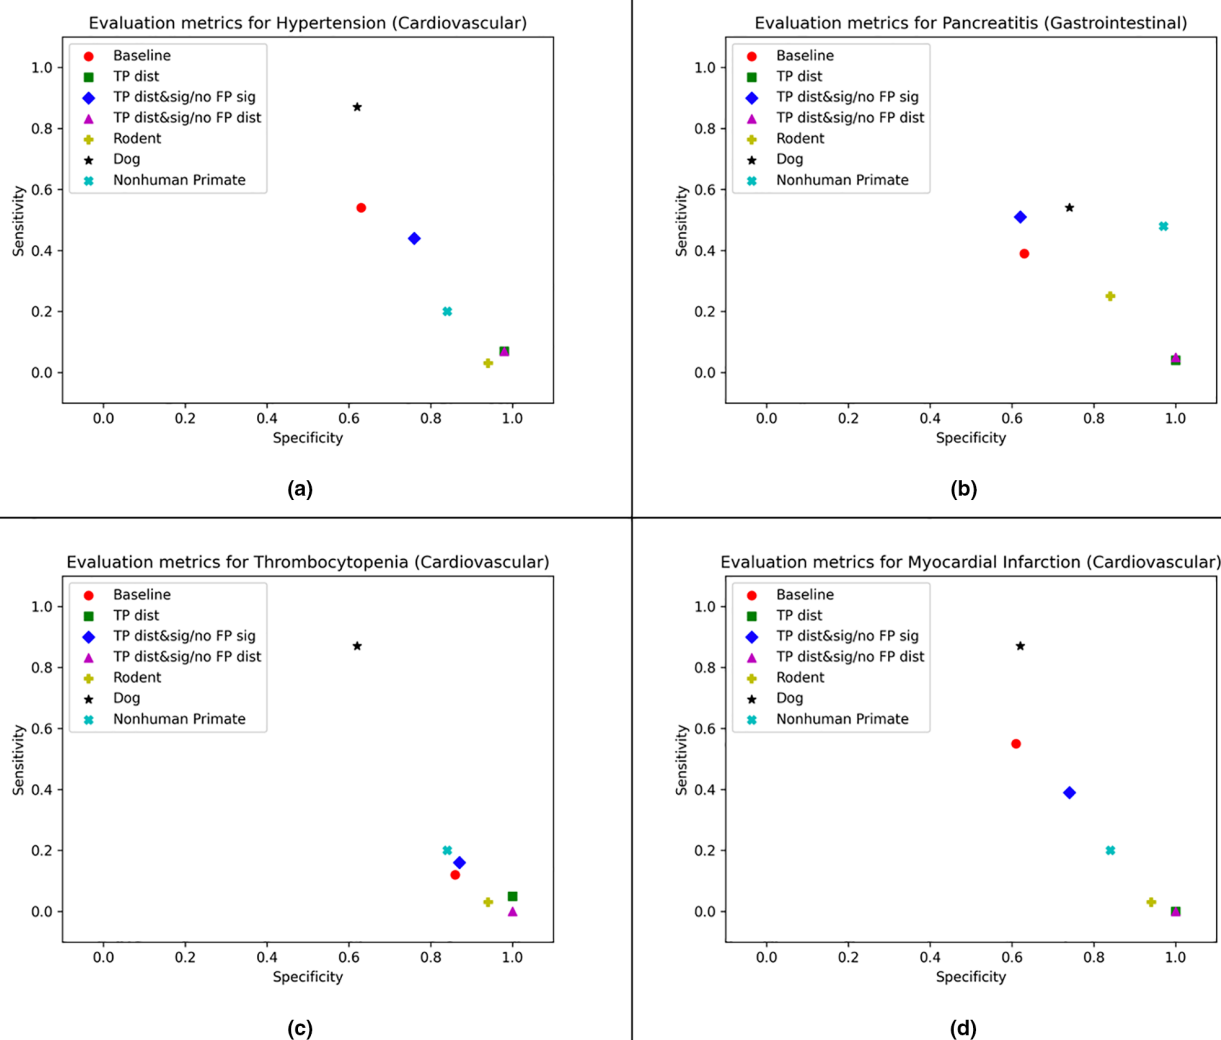 Evaluation metrics for Hypertension (Cardiovascular)
Baseline
TP dist
TP dist&sig/no FP sig
TP dist&sig/no FP dist
Rodent
Dog
Nonhuman Primate
1.0
0.8
0.6
0.4
0.2
0.0
Sensitivity
0.0 0.2 0.4 0.6 0.8 1.0
Specificity
(a)
Evaluation metrics for Pancreatitis (Gastrointestinal)
Baseline
TP dist
TP dist&sig/no FP sig
TP dist&sig/no FP dist
Rodent
Dog
Nonhuman Primate
1.0
0.8
0.6
0.4
0.2
0.0
Sensitivity
0.0 0.2 0.4 0.6 0.8 1.0
Specificity
(b)
Evaluation metrics for Thrombocytopenia (Cardiovascular)
Baseline
TP dist
TP dist&sig/no FP sig
TP dist&sig/no FP dist
Rodent
Dog
Nonhuman Primate
1.0
0.8
0.6
0.4
0.2
0.0
Sensitivity
0.0 0.2 0.4 0.6 0.8 1.0
Specificity
(c)
Evaluation metrics for Myocardial Infarction (Cardiovascular)
Baseline
TP dist
TP dist&sig/no FP sig
TP dist&sig/no FP dist
Rodent
Dog
Nonhuman Primate
1.0
0.8
0.6
0.4
0.2
0.0
Sensitivity
0.0 0.2 0.4 0.6 0.8 1.0
Specificity
(d)